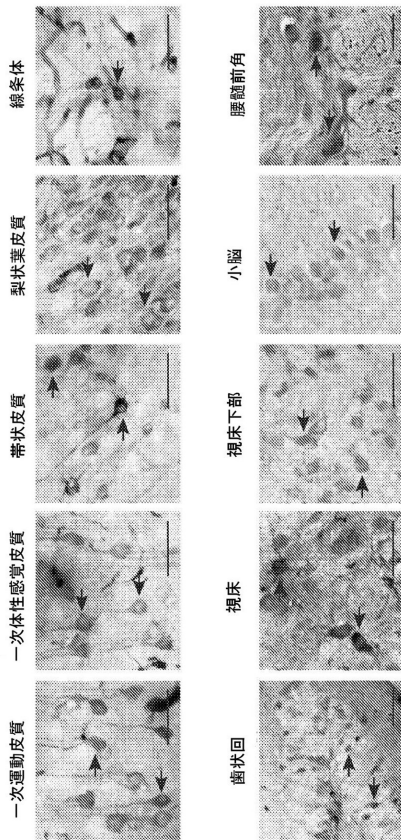 一次運動皮質
一次体性感覚皮質
帯状皮質
梨状葉皮質
線条体
歯状回
視床
視床下部
小脳
腰髄前角